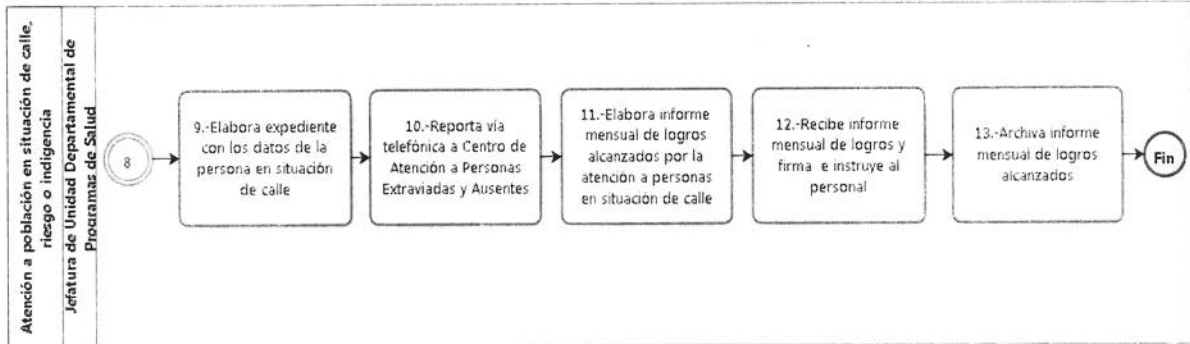 Atención a población en situación de calle,
riesgo o indigencia
Jefatura de Unidad Departamental de
Programas de Salud
8
9.-Elabora expediente
con los datos de la
persona en situación
de calle
10.-Reporta vía
telefónica a Centro de
Atención a Personas
Extraviadas y Ausentes
11.-Elabora informe
mensual de logros
alcanzados por la
atención a personas
en situación de calle
12.-Recibe informe
mensual de logros y
firma e instruye al
personal
13.-Archiva informe
mensual de logros
alcanzados
Fin